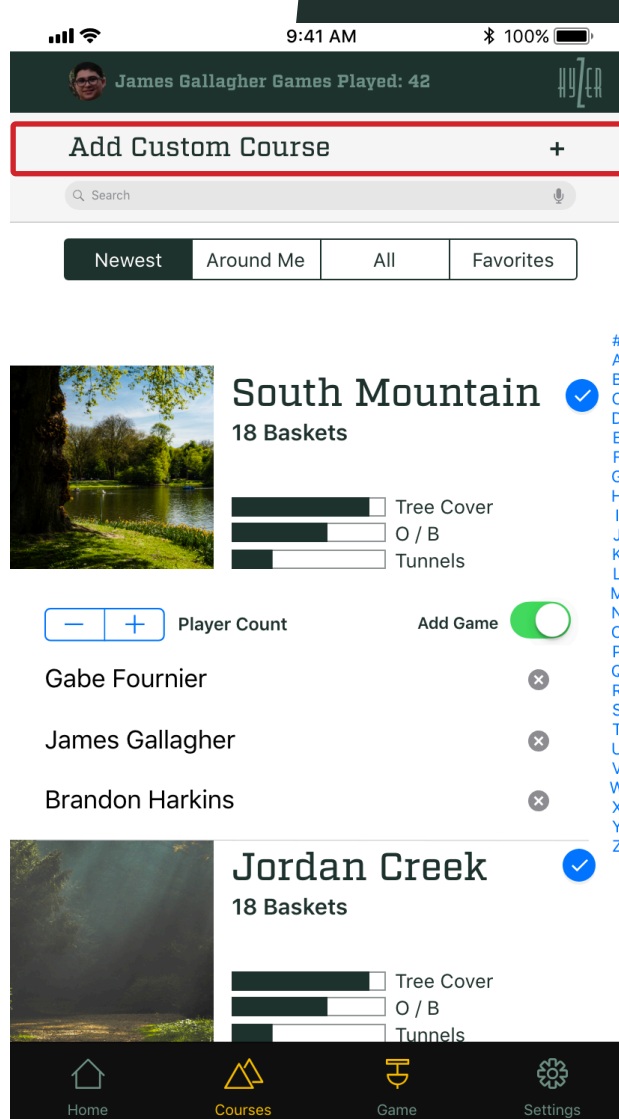 9:41 AM 100%
James Gallagher Games Played: 42 HYZER
Add Custom Course +
Search
Newest Around Me All Favorites
South Mountain
18 Baskets
Tree Cover
O / B
Tunnels
Player Count Add Game
Gabe Fournier
James Gallagher
Brandon Harkins
Jordan Creek
18 Baskets
Tree Cover
O / B
Tunnels
Home Courses Game Settings
#
A
B
C
D
E
F
G
H
I
J
K
L
M
N
O
P
Q
R
S
T
U
V
W
X
Y
Z